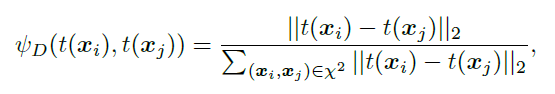 ψ_D(t(x_i), t(x_j)) = ||t(x_i) − t(x_j)||_2 / ∑_{(x_i,x_j)∈χ^2} ||t(x_i) − t(x_j)||_2,